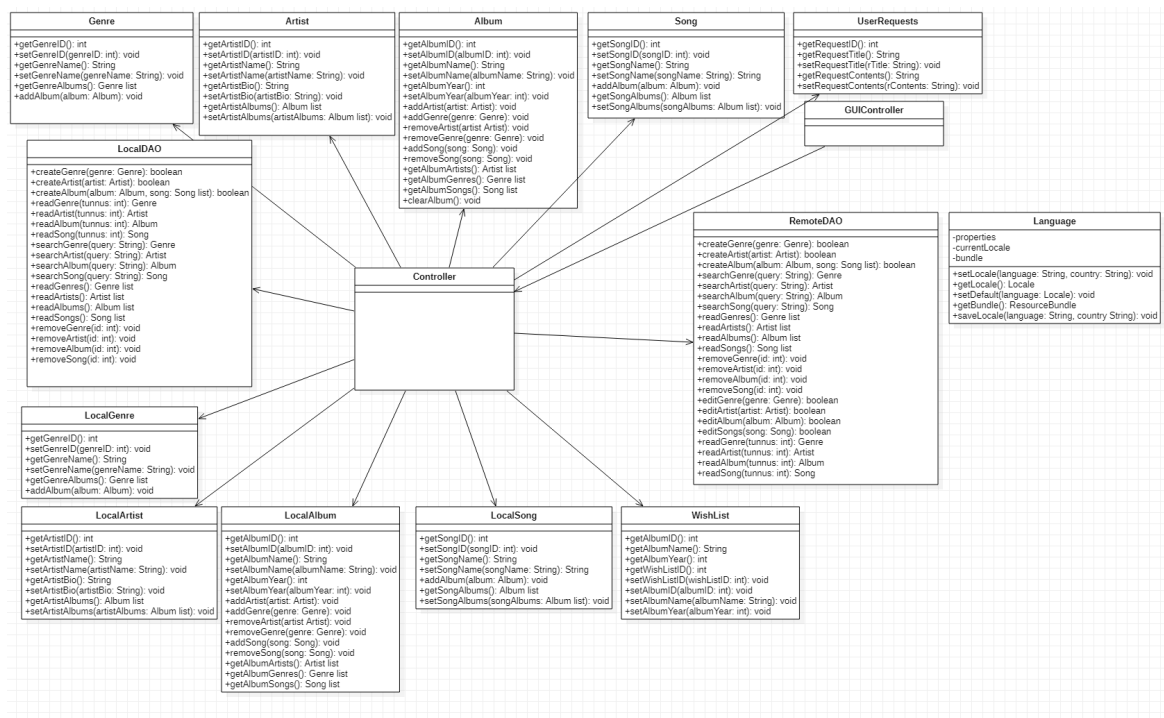 Genre
+getGenreID(): int
+setGenreID(genreID: int): void
+getGenreName(): String
+setGenreName(genreName: String): void
+getGenreAlbums(): Genre list
+addAlbum(album: Album): void
Artist
+getArtistID(): int
+setArtistID(artistID: int): void
+getArtistName(): String
+setArtistName(artistName: String): void
+getArtistBio(): String
+setArtistBio(artistBio: String): void
+getArtistAlbums(): Album list
+setArtistAlbums(artistAlbums: Album list): void
Album
+getAlbumID(): int
+setAlbumID(albumID: int): void
+getAlbumName(): String
+setAlbumName(albumName: String): void
+getAlbumYear(): int
+setAlbumYear(albumYear: int): void
+addArtist(artist: Artist): void
+addGenre(genre: Genre): void
+removeArtist(artist Artist): void
+removeGenre(genre: Genre): void
+addSong(song: Song): void
+removeSong(song: Song): void
+getAlbumArtists(): Artist list
+getAlbumGenres(): Genre list
+getAlbumSongs(): Song list
+clearAlbum(): void
Song
+getSongID(): int
+setSongID(songID: int): void
+getSongName(): String
+setSongName(songName: String): String
+addAlbum(album: Album): void
+getSongAlbums(): Album list
+setSongAlbums(songAlbums: Album list): void
UserRequests
+getRequestID(): int
+getRequestTitle(): String
+setRequestTitle(rTitle: String): void
+getRequestContents(): String
+setRequestContents(rContents: String): void
GUIController
LocalDAO
+createGenre(genre: Genre): boolean
+createArtist(artist: Artist): boolean
+createAlbum(album: Album, song: Song list): boolean
+readGenre(tunnus: int): Genre
+readArtist(tunnus: int): Artist
+readAlbum(tunnus: int): Album
+readSong(tunnus: int): Song
+searchGenre(query: String): Genre
+searchArtist(query: String): Artist
+searchAlbum(query: String): Album
+searchSong(query: String): Song
+readGenres(): Genre list
+readArtists(): Artist list
+readAlbums(): Album list
+readSongs(): Song list
+removeGenre(id: int): void
+removeArtist(id: int): void
+removeAlbum(id: int): void
+removeSong(id: int): void
Controller
RemoteDAO
+createGenre(genre: Genre): boolean
+createArtist(artist: Artist): boolean
+createAlbum(album: Album, song: Song list): boolean
+searchGenre(query: String): Genre
+searchArtist(query: String): Artist
+searchAlbum(query: String): Album
+searchSong(query: String): Song
+readGenres(): Genre list
+readArtists(): Artist list
+readAlbums(): Album list
+readSongs(): Song list
+removeGenre(id: int): void
+removeArtist(id: int): void
+removeAlbum(id: int): void
+removeSong(id: int): void
+editGenre(genre: Genre): boolean
+editArtist(artist: Artist): boolean
+editAlbum(album: Album): boolean
+editSongs(song: Song): boolean
+readGenre(tunnus: int): Genre
+readArtist(tunnus: int): Artist
+readAlbum(tunnus: int): Album
+readSong(tunnus: int): Song
Language
-properties
-currentLocale
-bundle
+setLocale(language: String, country: String): void
+getLocale(): Locale
+setDefault(language: Locale): void
+getBundle(): ResourceBundle
+saveLocale(language: String, country String): void
LocalGenre
+getGenreID(): int
+setGenreID(genreID: int): void
+getGenreName(): String
+setGenreName(genreName: String): void
+getGenreAlbums(): Genre list
+addAlbum(album: Album): void
LocalArtist
+getArtistID(): int
+setArtistID(artistID: int): void
+getArtistName(): String
+setArtistName(artistName: String): void
+getArtistBio(): String
+setArtistBio(artistBio: String): void
+getArtistAlbums(): Album list
+setArtistAlbums(artistAlbums: Album list): void
LocalAlbum
+getAlbumID(): int
+setAlbumID(albumID: int): void
+getAlbumName(): String
+setAlbumName(albumName: String): void
+getAlbumYear(): int
+setAlbumYear(albumYear: int): void
+addArtist(artist: Artist): void
+addGenre(genre: Genre): void
+removeArtist(artist Artist): void
+removeGenre(genre: Genre): void
+addSong(song: Song): void
+removeSong(song: Song): void
+getAlbumArtists(): Artist list
+getAlbumGenres(): Genre list
+getAlbumSongs(): Song list
LocalSong
+getSongID(): int
+setSongID(songID: int): void
+getSongName(): String
+setSongName(songName: String): String
+addAlbum(album: Album): void
+getSongAlbums(): Album list
+setSongAlbums(songAlbums: Album list): void
WishList
+getAlbumID(): int
+getAlbumName(): String
+getAlbumYear(): int
+getWishListID(): int
+setWishListID(wishListID: int): void
+setAlbumID(albumID: int): void
+setAlbumName(albumName: String): void
+setAlbumYear(albumYear: int): void